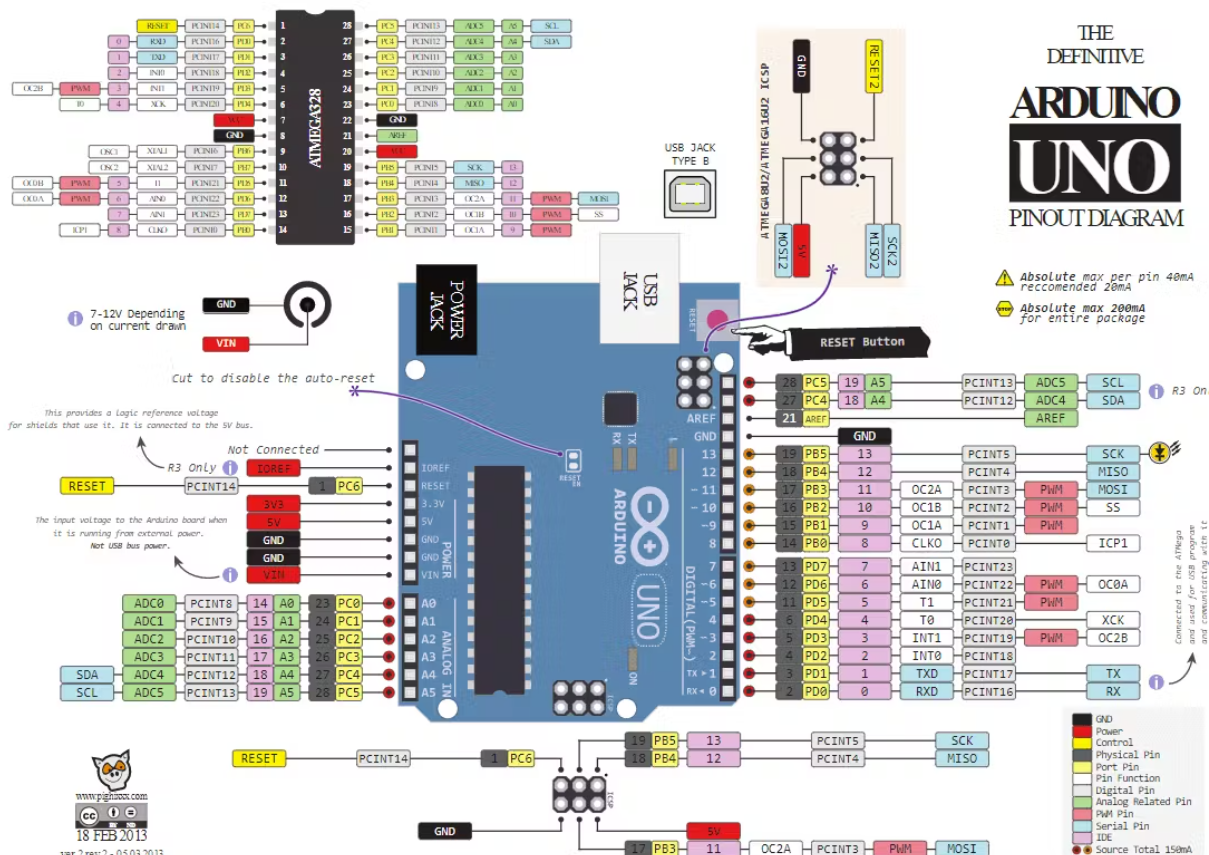 THE
DEFINITIVE
ARDUINO
UNO
PINOUT DIAGRAM
Absolute max per pin 40mA
reccomended 20mA
STOP
Absolute max 200mA
for entire package
ATMEGA328
RESET PCINT14 PC6 1 28 PC5 PCINT13 ADC5 A5 SCL
0 RXD PCINT16 PD0 2 27 PC4 PCINT12 ADC4 A4 SDA
1 TXD PCINT17 PD1 3 26 PC3 PCINT11 ADC3 A3
2 INT0 PCINT18 PD2 4 25 PC2 PCINT10 ADC2 A2
OC2B PWM 3 INT1 PCINT19 PD3 5 24 PC1 PCINT9 ADC1 A1
T0 4 XCK PCINT20 PD4 6 23 PC0 PCINT8 ADC0 A0
VCC 7 22 GND
GND 8 21 AREF
OSC1 XTAL1 PCINT6 PB6 9 20
OSC2 XTAL2 PCINT7 PB7 10 19 PB5 PCINT5 SCK 13
OC0B PWM 5 T1 PCINT21 PD5 11 18 PB4 PCINT4 MISO 12
OC0A PWM 6 AIN0 PCINT22 PD6 12 17 PB3 PCINT3 OC2A 11 PWM MOSI
7 AIN1 PCINT23 PD7 13 16 PB2 PCINT2 OC1B 10 PWM SS
ICP1 8 CLKO PCINT0 PB0 14 15 PB1 PCINT1 OC1A 9 PWM
USB JACK
TYPE B
ATMEGA8U2/ATMEGA16U2 ICSP
GND
RESET2
MOSI2
5V
MISO2
SCK2
GND
7-12V Depending
on current drawn
VIN
POWER
JACK
USB
JACK
RESET
RESET Button
Cut to disable the auto-reset
This provides a logic reference voltage
for shields that use it. It is connected to the 5V bus.
Not Connected
R3 Only IOREF
RESET PCINT14 1 PC6
3V3
5V
The input voltage to the Arduino board when
it is running from external power.
Not USB bus power.
GND
GND
VIN
ADC0 PCINT8 14 A0 23 PC0
ADC1 PCINT9 15 A1 24 PC1
ADC2 PCINT10 16 A2 25 PC2
ADC3 PCINT11 17 A3 26 PC3
SDA ADC4 PCINT12 18 A4 27 PC4
SCL ADC5 PCINT13 19 A5 28 PC5
IOREF
RESET
3.3V
5V
GND
GND
VIN
POWER
A0
A1
A2
A3
A4
A5
ANALOG IN
RESET
EN
RX
TX
L
ARDUINO
UNO
ON
ICSP
AREF
GND
13
12
~11
~10
~9
8
7
~6
~5
4
~3
2
TX ▸ 1
RX ◂ 0
DIGITAL(PWM~)
28 PC5 19 A5 PCINT13 ADC5 SCL
27 PC4 18 A4 PCINT12 ADC4 SDA
R3 On
21 AREF AREF
GND
19 PB5 13 PCINT5 SCK
18 PB4 12 PCINT4 MISO
17 PB3 11 OC2A PCINT3 PWM MOSI
16 PB2 10 OC1B PCINT2 PWM SS
15 PB1 9 OC1A PCINT1 PWM
14 PB0 8 CLKO PCINT0 ICP1
13 PD7 7 AIN1 PCINT23
12 PD6 6 AIN0 PCINT22 PWM OC0A
11 PD5 5 T1 PCINT21 PWM
6 PD4 4 T0 PCINT20 XCK
5 PD3 3 INT1 PCINT19 PWM OC2B
4 PD2 2 INT0 PCINT18
3 PD1 1 TXD PCINT17 TX
2 PD0 0 RXD PCINT16 RX
Connected to the ATMega
and used for USB program
and communicating with it
19 PB5 13 PCINT5 SCK
18 PB4 12 PCINT4 MISO
RESET PCINT14 1 PC6
ICSP
GND
5V
17 PB3 11 OC2A PCINT3 PWM MOSI
GND
Power
Control
Physical Pin
Port Pin
Pin Function
Digital Pin
Analog Related Pin
PWM Pin
Serial Pin
IDE
Source Total 150mA
www.pighixxx.com
cc
BY ND
18 FEB 2013
ver 2 rev 2 - 05.03.2013